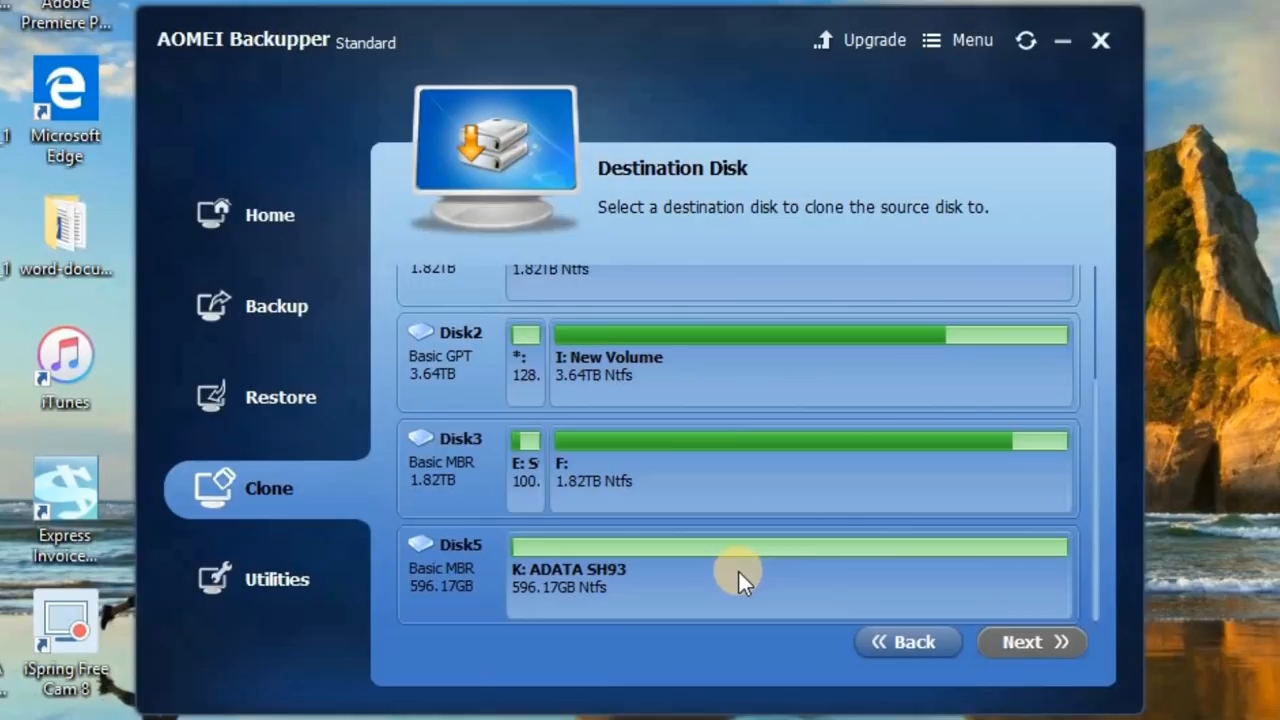 Adobe
Premiere P...
Microsoft
Edge
word-docu...
iTunes
Express
Invoice...
iSpring Free
Cam 8
AOMEI Backupper Standard
Upgrade
Menu
Home
Backup
Restore
Clone
Utilities
Destination Disk
Select a destination disk to clone the source disk to.
1.82TB
1.82TB Ntfs
Disk2
Basic GPT
3.64TB
*:
128.
I: New Volume
3.64TB Ntfs
Disk3
Basic MBR
1.82TB
E: S
100.
F:
1.82TB Ntfs
Disk5
Basic MBR
596.17GB
K: ADATA SH93
596.17GB Ntfs
Back
Next